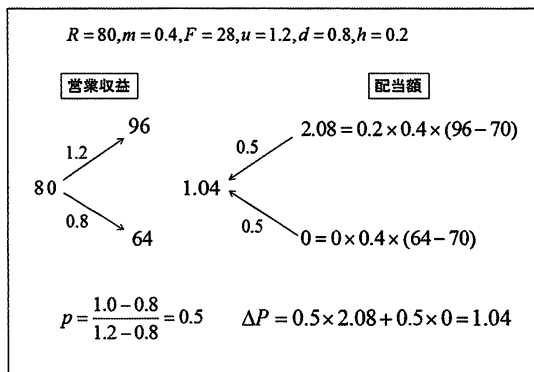 R = 80, m = 0.4, F = 28, u = 1.2, d = 0.8, h = 0.2
営業収益 配当額
96 2.08 = 0.2 × 0.4 × (96 − 70)
1.2 0.5
80 1.04
0.8 0.5
64 0 = 0 × 0.4 × (64 − 70)
p = (1.0 − 0.8) / (1.2 − 0.8) = 0.5 ΔP = 0.5 × 2.08 + 0.5 × 0 = 1.04